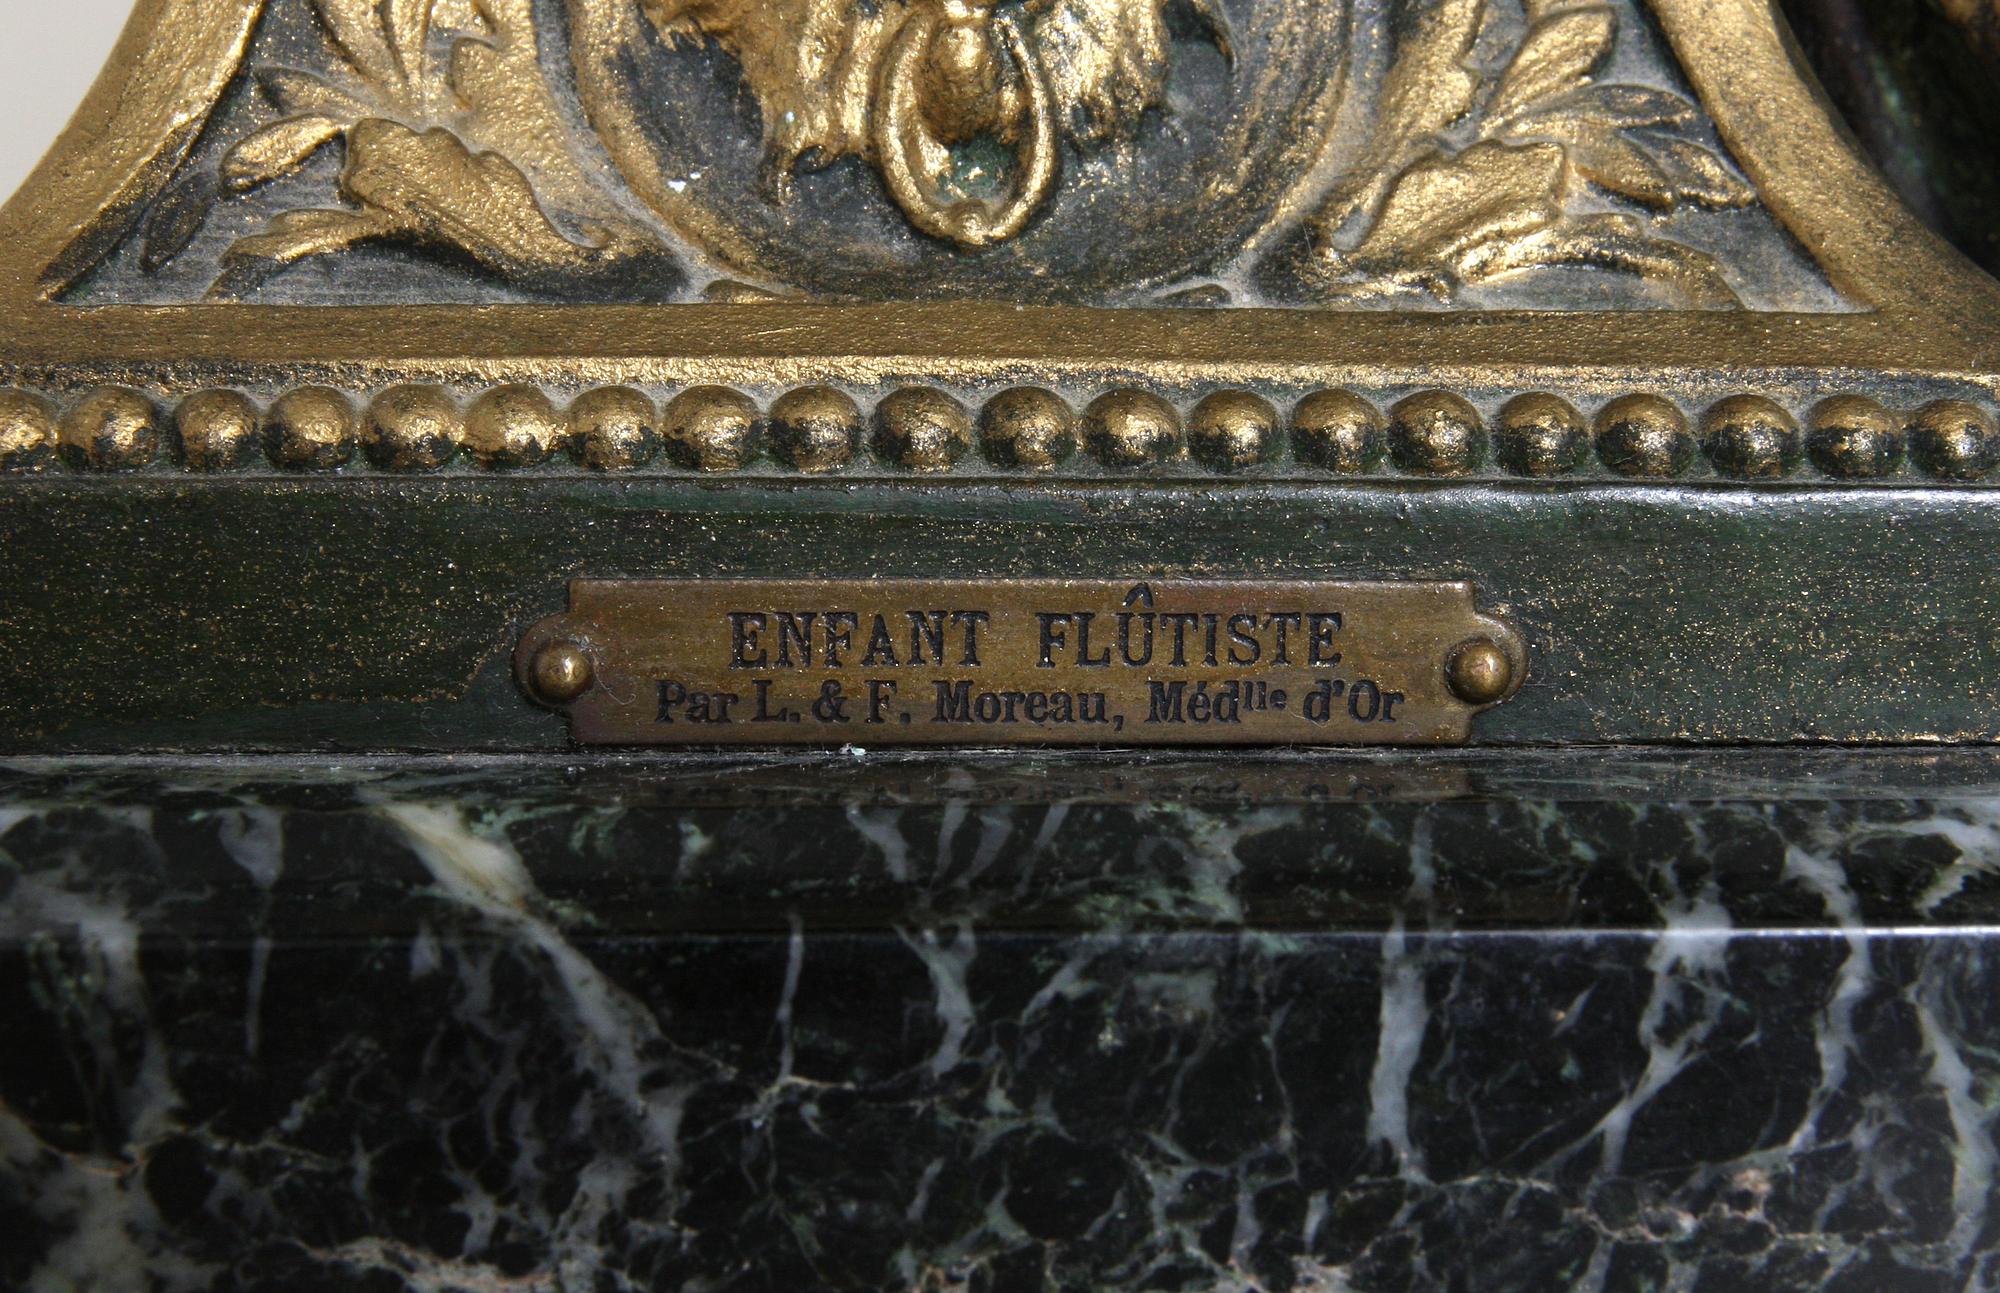 ENFANT FLÛTISTE
Par L. & F. Moreau, Médlle d'Or